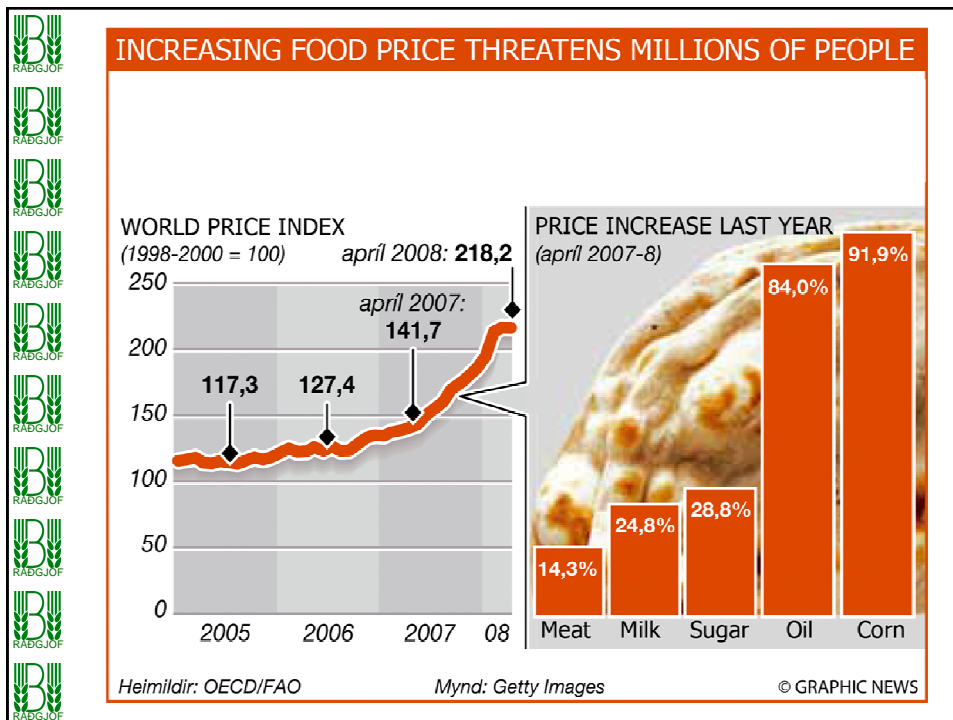 INCREASING FOOD PRICE THREATENS MILLIONS OF PEOPLE
WORLD PRICE INDEX
(1998-2000 = 100)
apríl 2008: 218,2
apríl 2007:
141,7
117,3
127,4
250
200
150
100
50
0
2005
2006
2007
08
PRICE INCREASE LAST YEAR
(apríl 2007-8)
14,3%
24,8%
28,8%
84,0%
91,9%
Meat
Milk
Sugar
Oil
Corn
Heimildir: OECD/FAO
Mynd: Getty Images
© GRAPHIC NEWS
B
RÁÐGJÖF
B
RÁÐGJÖF
B
RÁÐGJÖF
B
RÁÐGJÖF
B
RÁÐGJÖF
B
RÁÐGJÖF
B
RÁÐGJÖF
B
RÁÐGJÖF
B
RÁÐGJÖF
B
RÁÐGJÖF